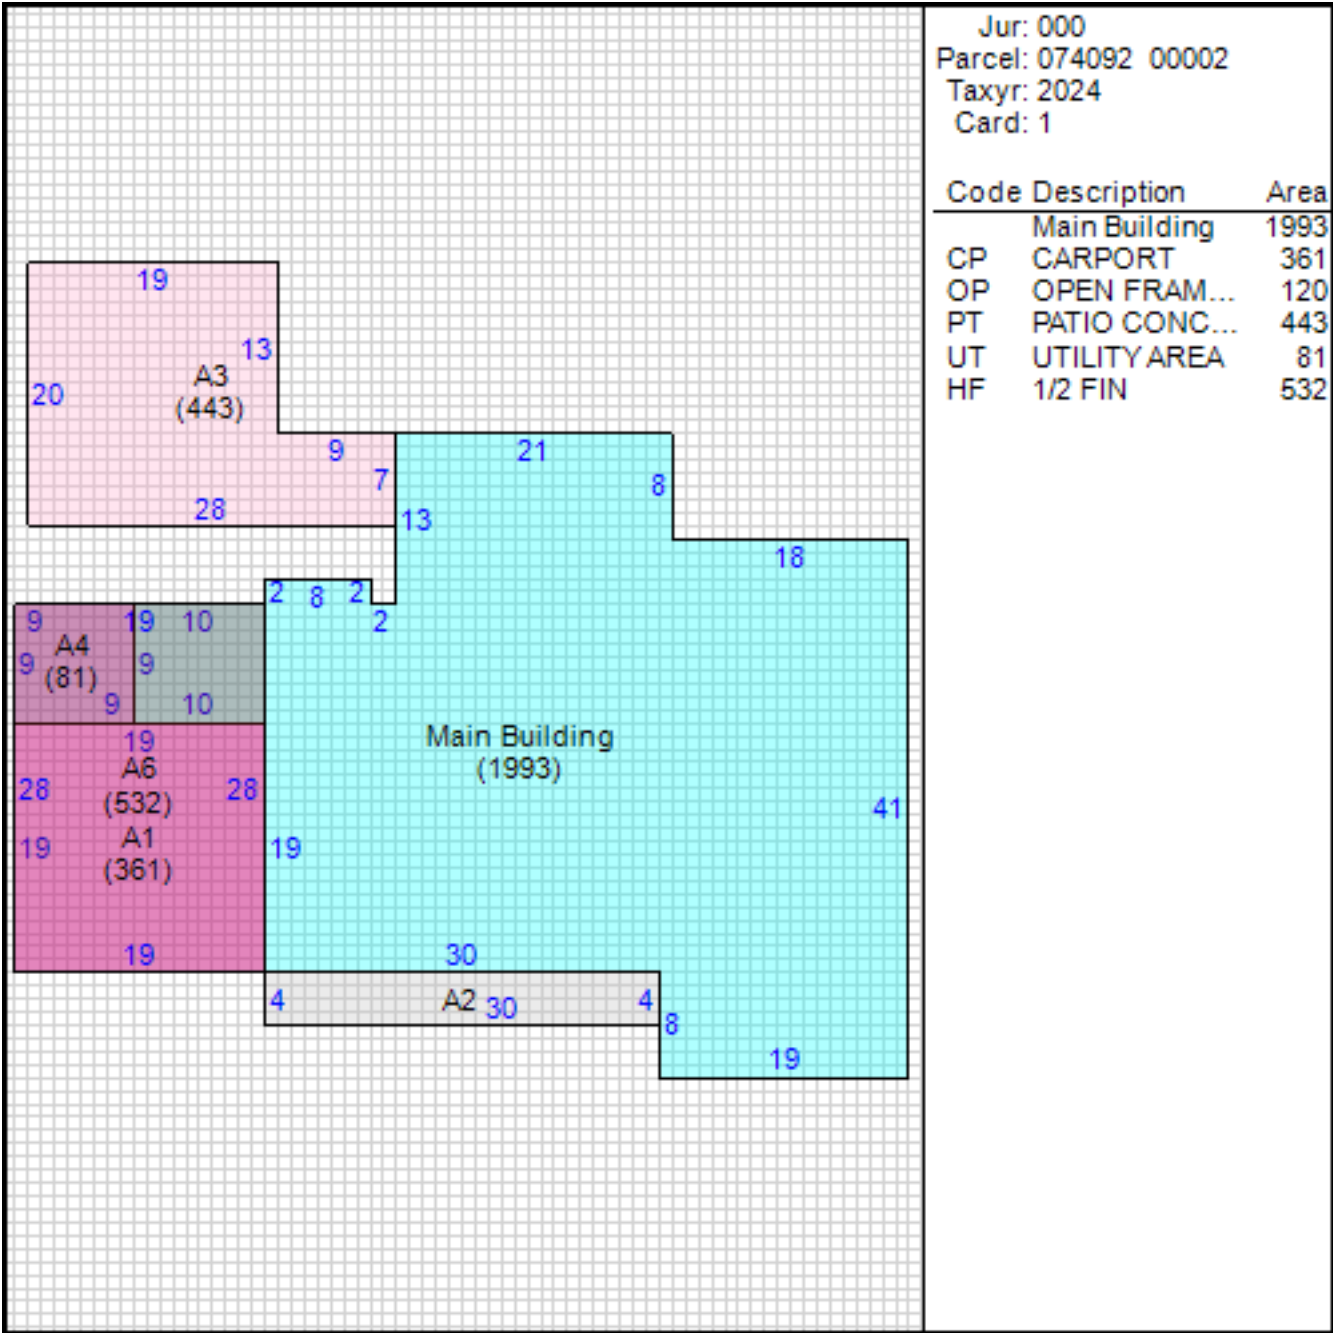 Jur: 000
Parcel: 074092 00002
Taxyr: 2024
Card: 1
Code Description Area
Main Building 1993
CP CARPORT 361
OP OPEN FRAM... 120
PT PATIO CONC... 443
UT UTILITY AREA 81
HF 1/2 FIN 532
19
13
A3
20
(443)
9
21
7
8
28
13
18
2 8 2
2
9 19 10
A4
9 (81) 9
9 10
19
Main Building
A6
(1993)
28 (532) 28
41
A1
19 (361) 19
19 30
4 A2 30 4
8
19